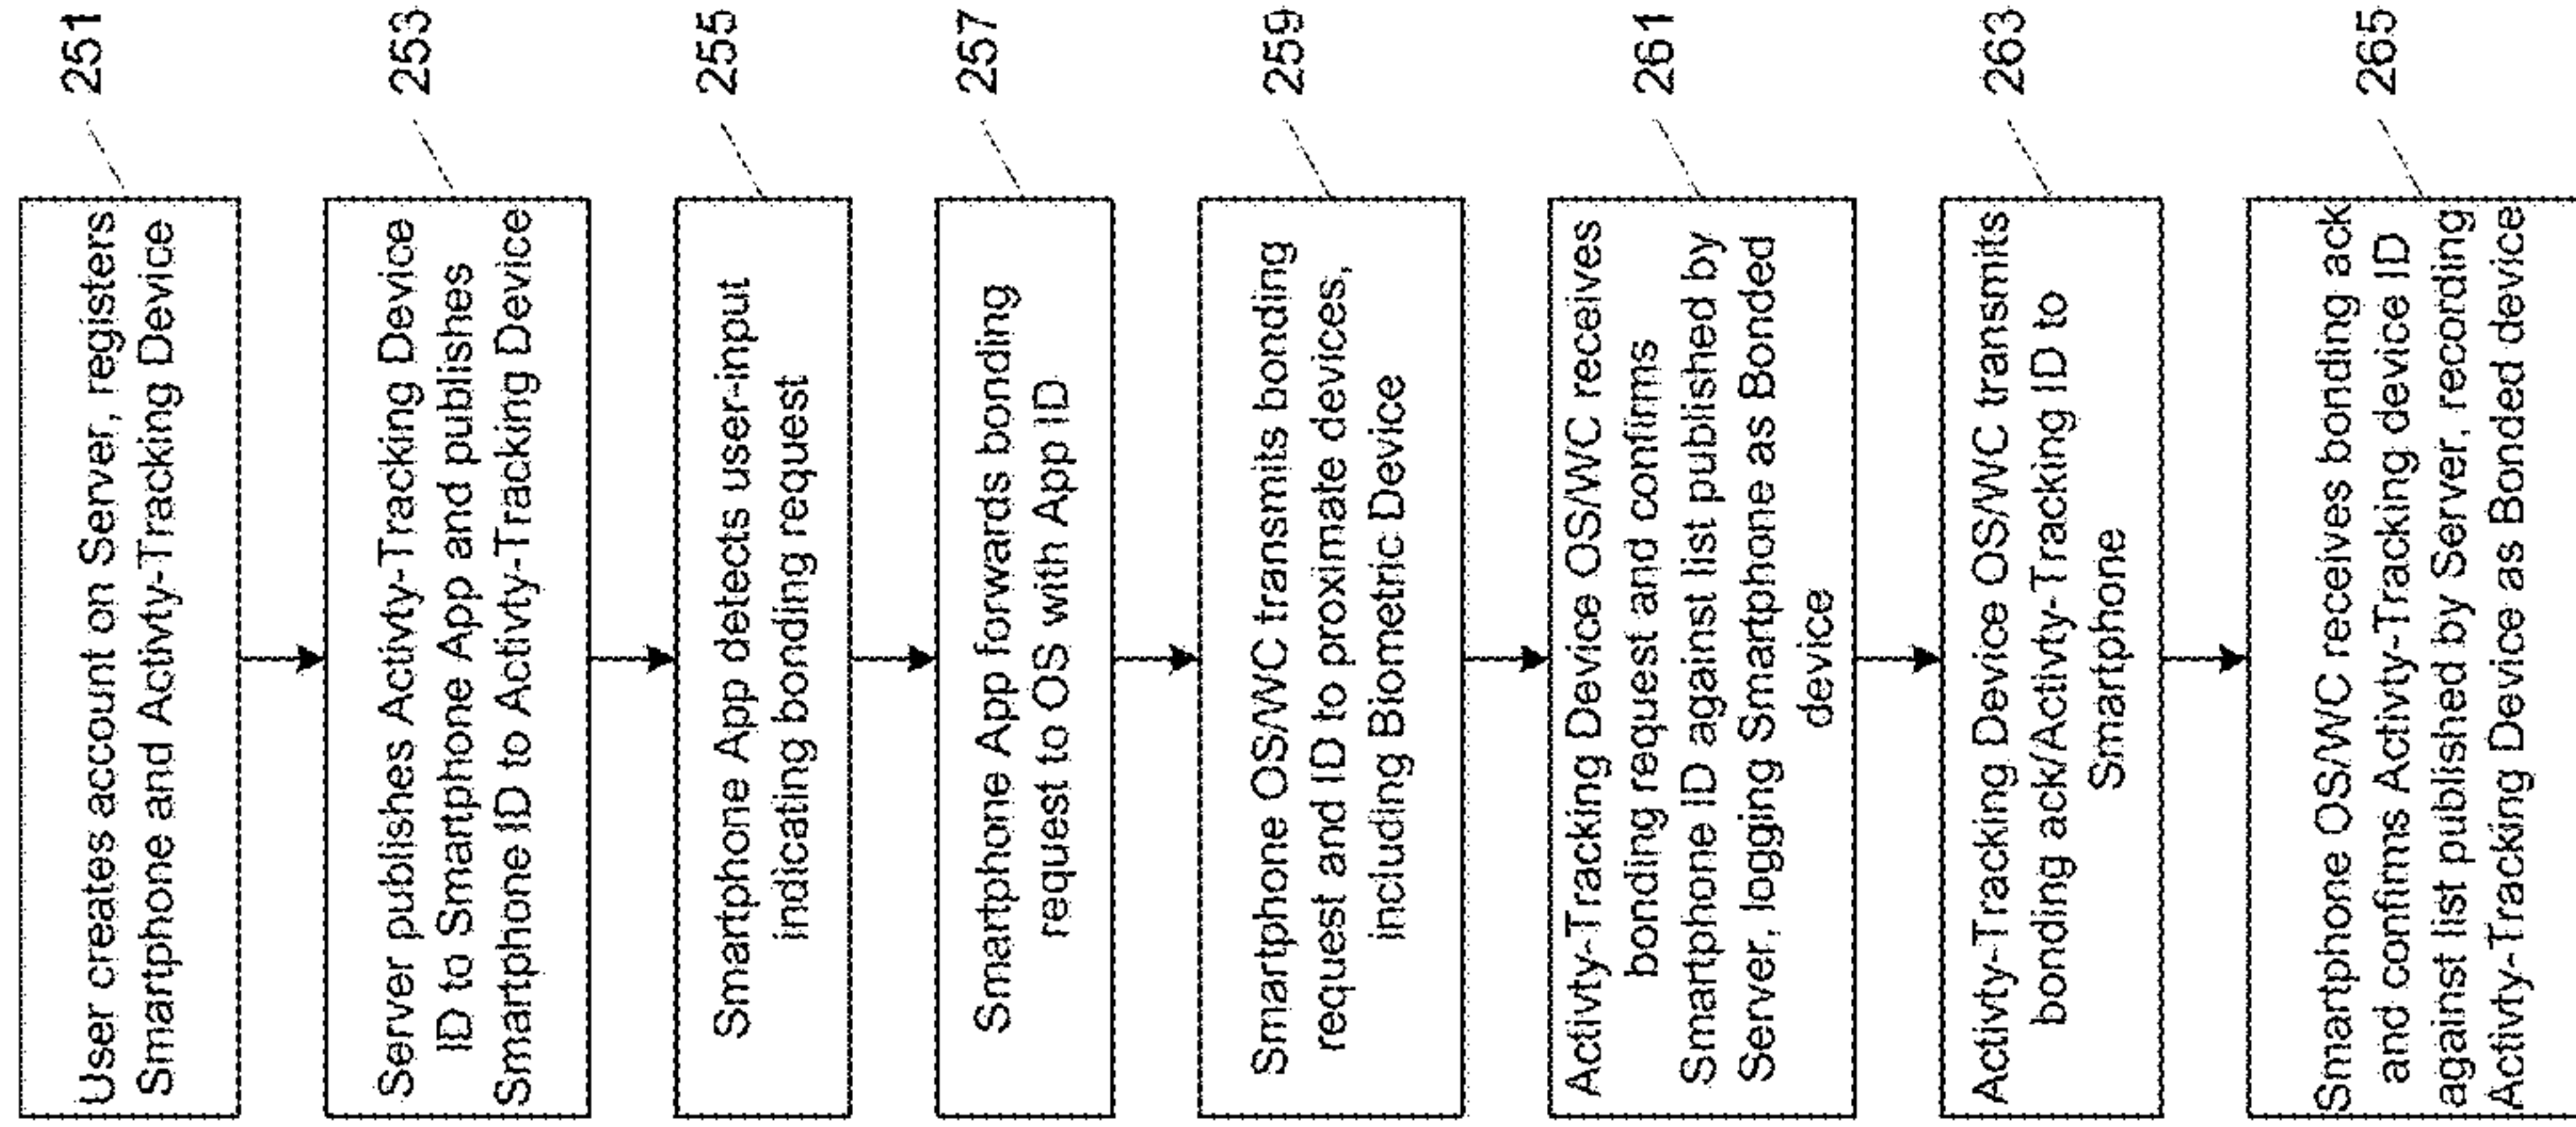 User creates account on Server, registers
Smartphone and Activty-Tracking Device
251
Server publishes Activty-Tracking Device
ID to Smartphone App and publishes
Smartphone ID to Activty-Tracking Device
253
Smartphone App detects user-input
indicating bonding request
255
Smartphone App forwards bonding
request to OS with App ID
257
Smartphone OS/WC transmits bonding
request and ID to proximate devices,
including Biometric Device
259
Activty-Tracking Device OS/WC receives
bonding request and confirms
Smartphone ID against list published by
Server, logging Smartphone as Bonded
device
261
Activty-Tracking Device OS/WC transmits
bonding ack/Activty-Tracking ID to
Smartphone
263
Smartphone OS/WC receives bonding ack
and confirms Activty-Tracking device ID
against list published by Server, recording
Activty-Tracking Device as Bonded device
265